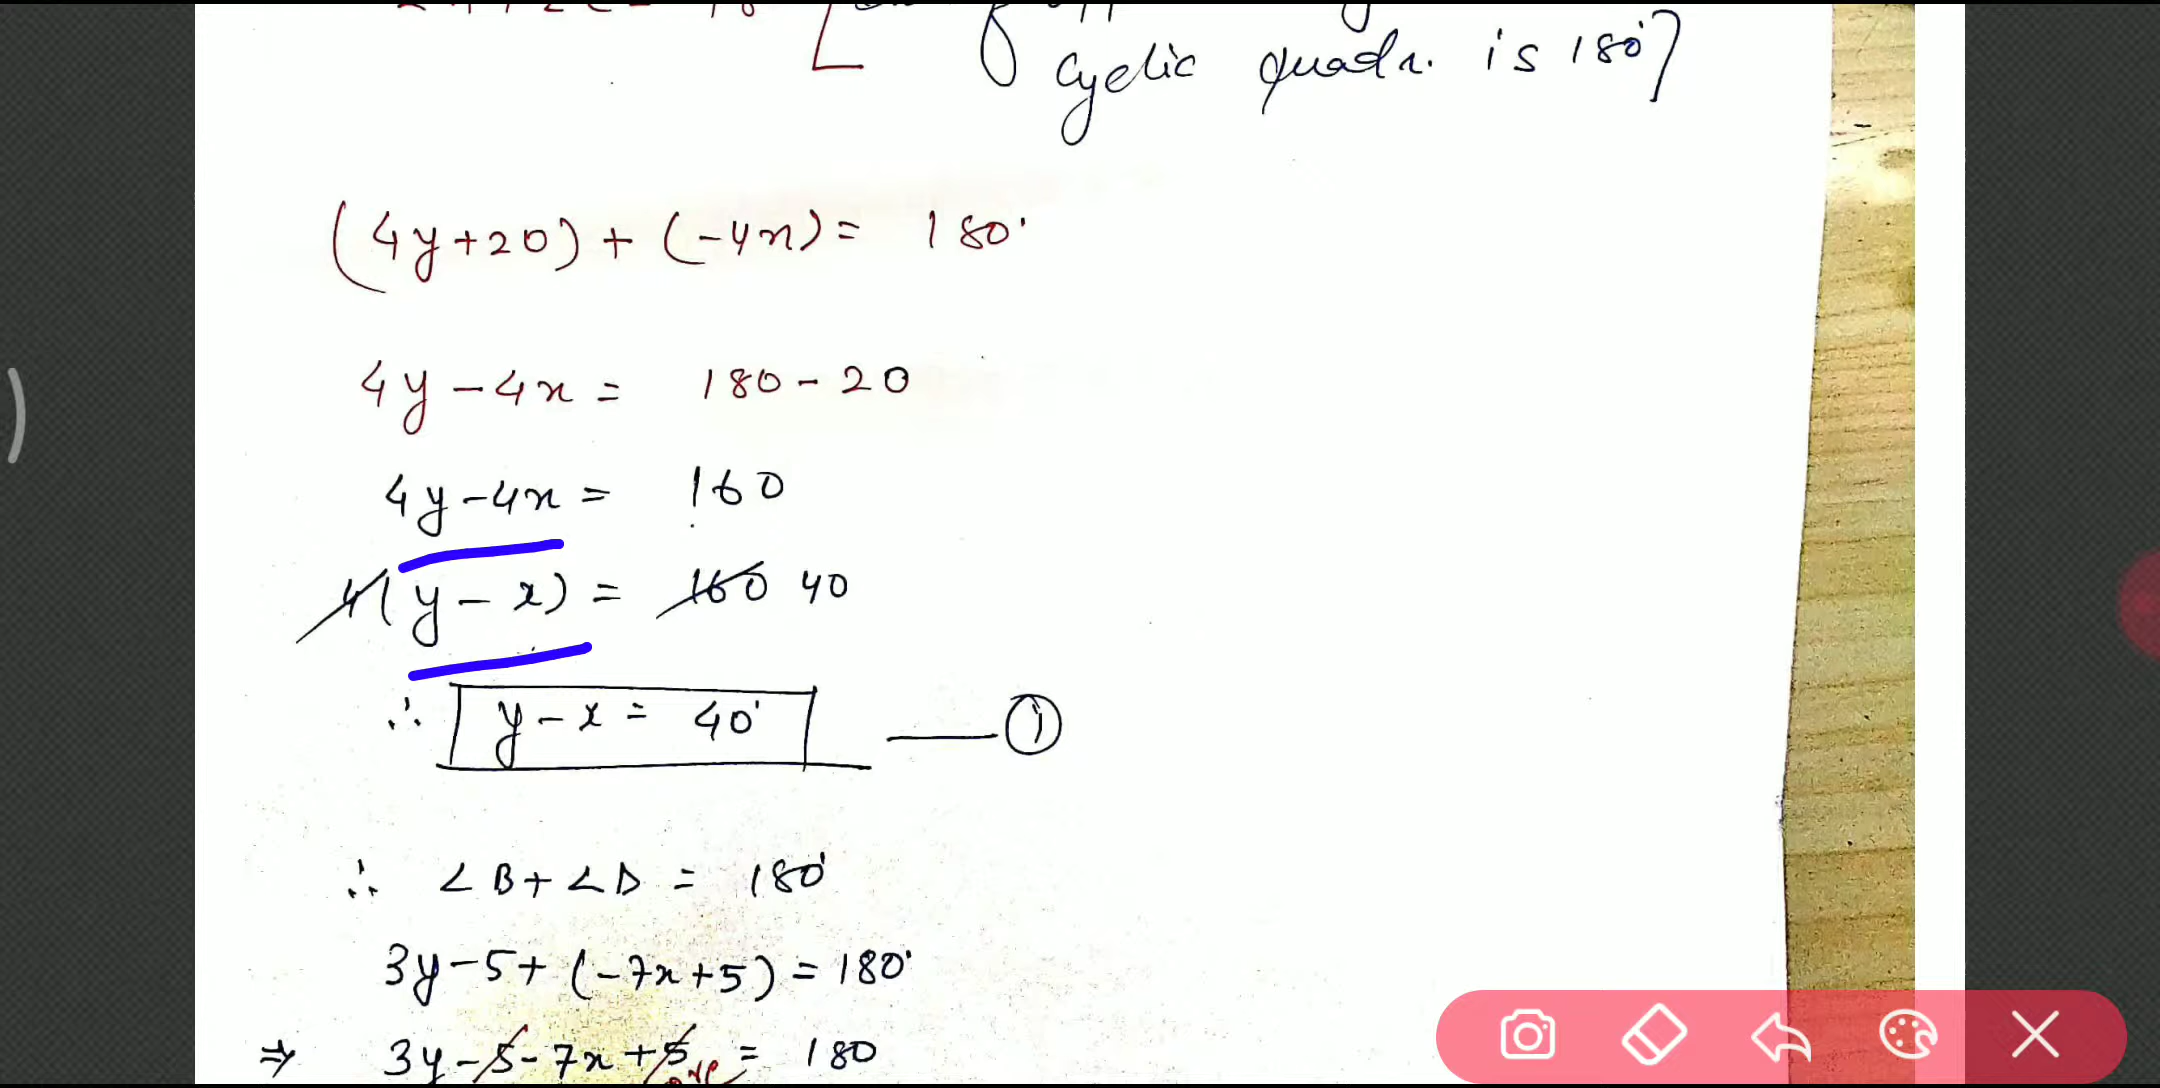 cyclic quadr. is 180°]
(4y+20) + (-4x) = 180°
4y - 4x = 180 - 20
4y - 4x = 160
4(y - x) = 160 40
∴ y - x = 40° ——①
∴ ∠B + ∠D = 180°
3y - 5 + (-7x + 5) = 180°
⇒ 3y - 5 - 7x + 5 = 180